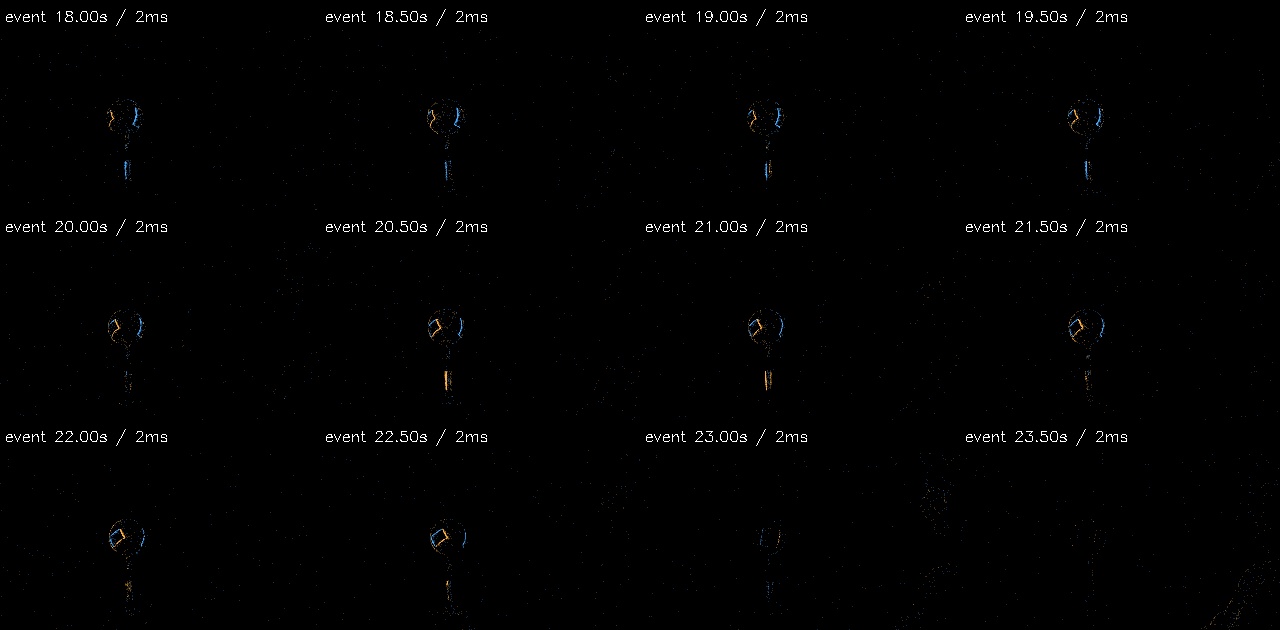 event 18.00s / 2ms
event 18.50s / 2ms
event 19.00s / 2ms
event 19.50s / 2ms
event 20.00s / 2ms
event 20.50s / 2ms
event 21.00s / 2ms
event 21.50s / 2ms
event 22.00s / 2ms
event 22.50s / 2ms
event 23.00s / 2ms
event 23.50s / 2ms